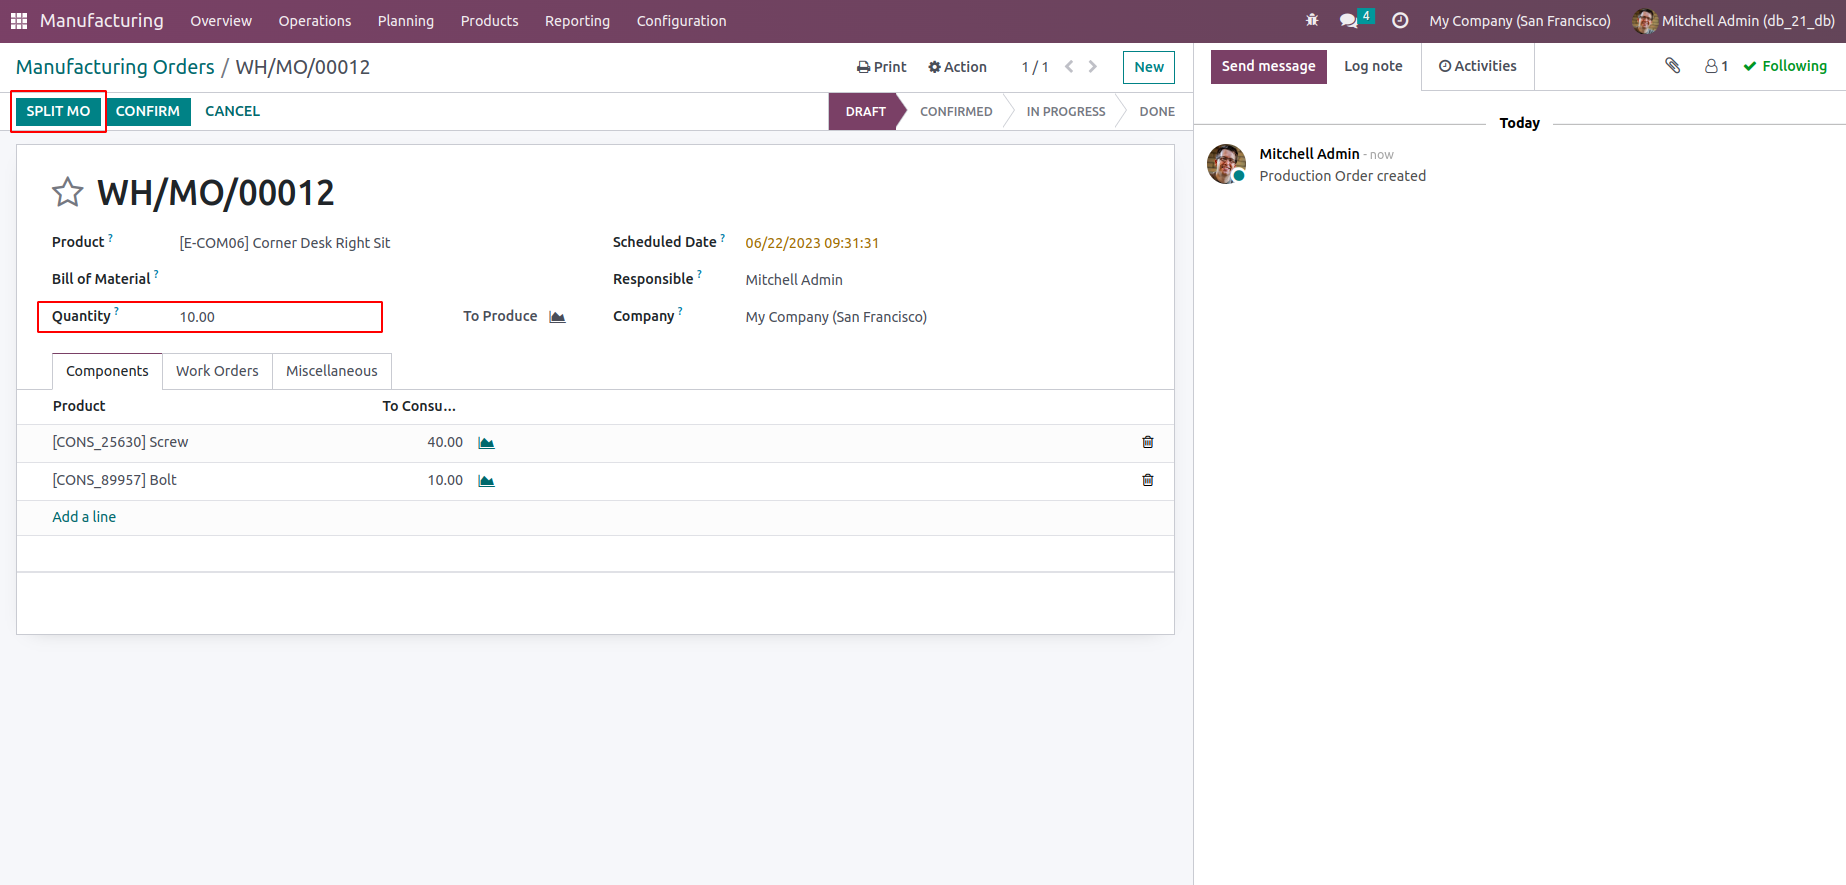 Manufacturing Overview Operations Planning Products Reporting Configuration 4 My Company (San Francisco) Mitchell Admin (db_21_db)
Manufacturing Orders / WH/MO/00012 Print Action 1 / 1 New
SPLIT MO CONFIRM CANCEL DRAFT CONFIRMED IN PROGRESS DONE
WH/MO/00012
Product ? [E-COM06] Corner Desk Right Sit Scheduled Date ? 06/22/2023 09:31:31
Bill of Material ? Responsible ? Mitchell Admin
Quantity ? 10.00 To Produce Company ? My Company (San Francisco)
Components Work Orders Miscellaneous
Product To Consu...
[CONS_25630] Screw 40.00
[CONS_89957] Bolt 10.00
Add a line
Send message Log note Activities 1 Following
Today
Mitchell Admin - now
Production Order created